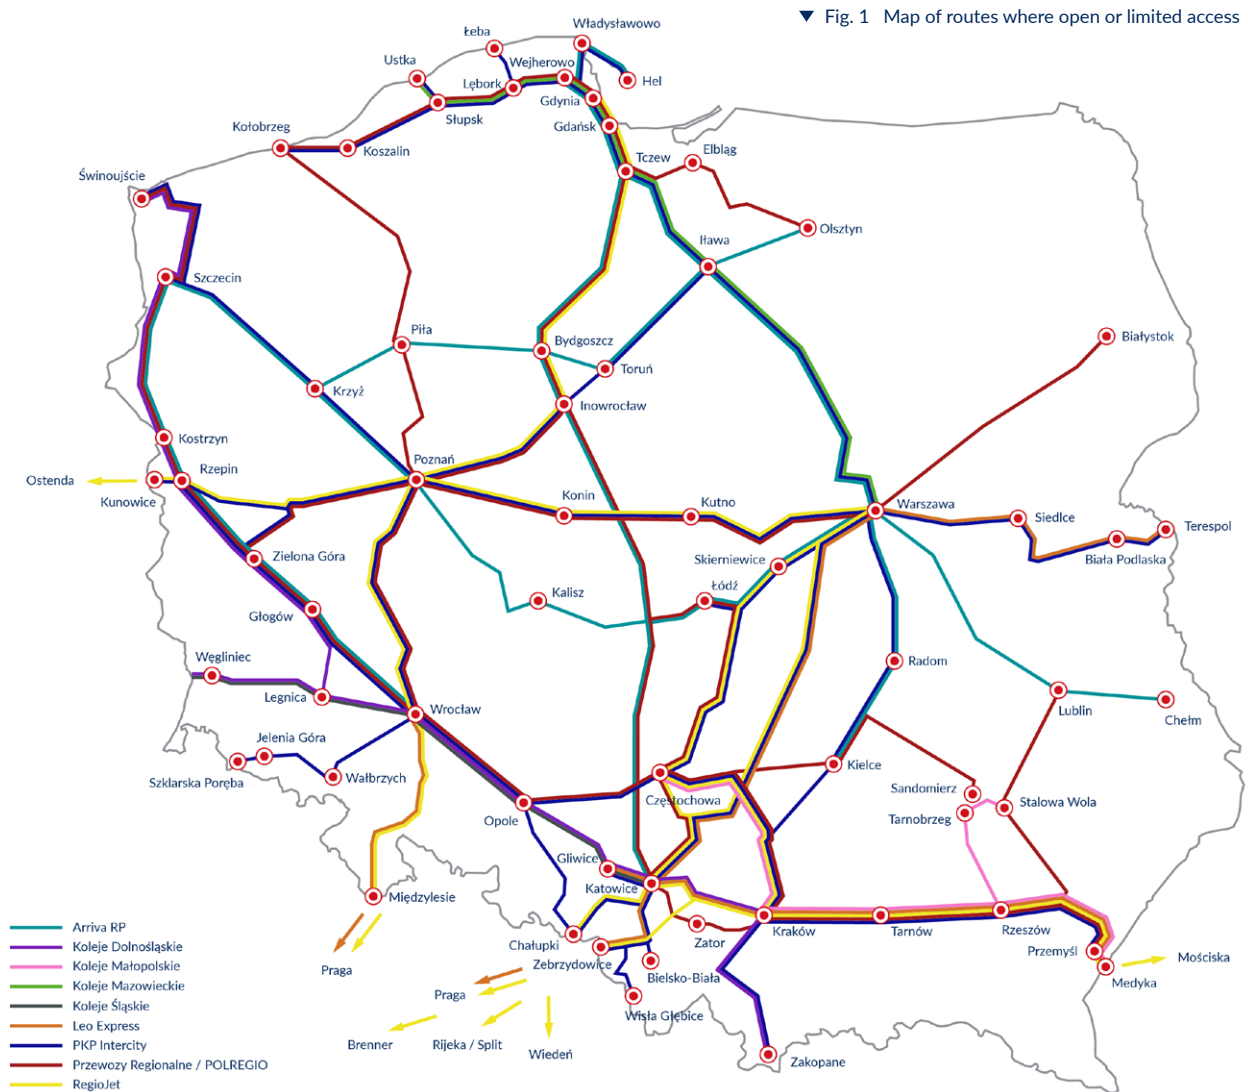 ▼ Fig. 1 Map of routes where open or limited access
Władysławowo
Łeba
Ustka
Wejherowo
Lębork
Hel
Gdynia
Słupsk
Gdańsk
Kołobrzeg
Koszalin
Elbląg
Tczew
Świnoujście
Olsztyn
Iława
Szczecin
Piła
Białystok
Bydgoszcz
Toruń
Krzyż
Inowrocław
Kostrzyn
Poznań
Rzepin
Ostenda
Kunowice
Konin
Kutno
Warszawa
Siedlce
Terespol
Zielona Góra
Skierniewice
Biała Podlaska
Łódź
Kalisz
Głogów
Węgliniec
Radom
Legnica
Wrocław
Lublin
Chełm
Jelenia Góra
Szklarska Poręba
Wałbrzych
Kielce
Sandomierz
Częstochowa
Stalowa Wola
Opole
Tarnobrzeg
Gliwice
Katowice
Międzylesie
Arriva RP
Koleje Dolnośląskie
Koleje Małopolskie
Koleje Mazowieckie
Koleje Śląskie
Leo Express
PKP Intercity
Przewozy Regionalne / POLREGIO
RegioJet
Praga
Chałupki
Zebrzydowice
Zator
Kraków
Tarnów
Rzeszów
Przemyśl
Mościska
Medyka
Bielsko-Biała
Praga
Wisła Głębice
Brenner
Rijeka / Split
Wiedeń
Zakopane